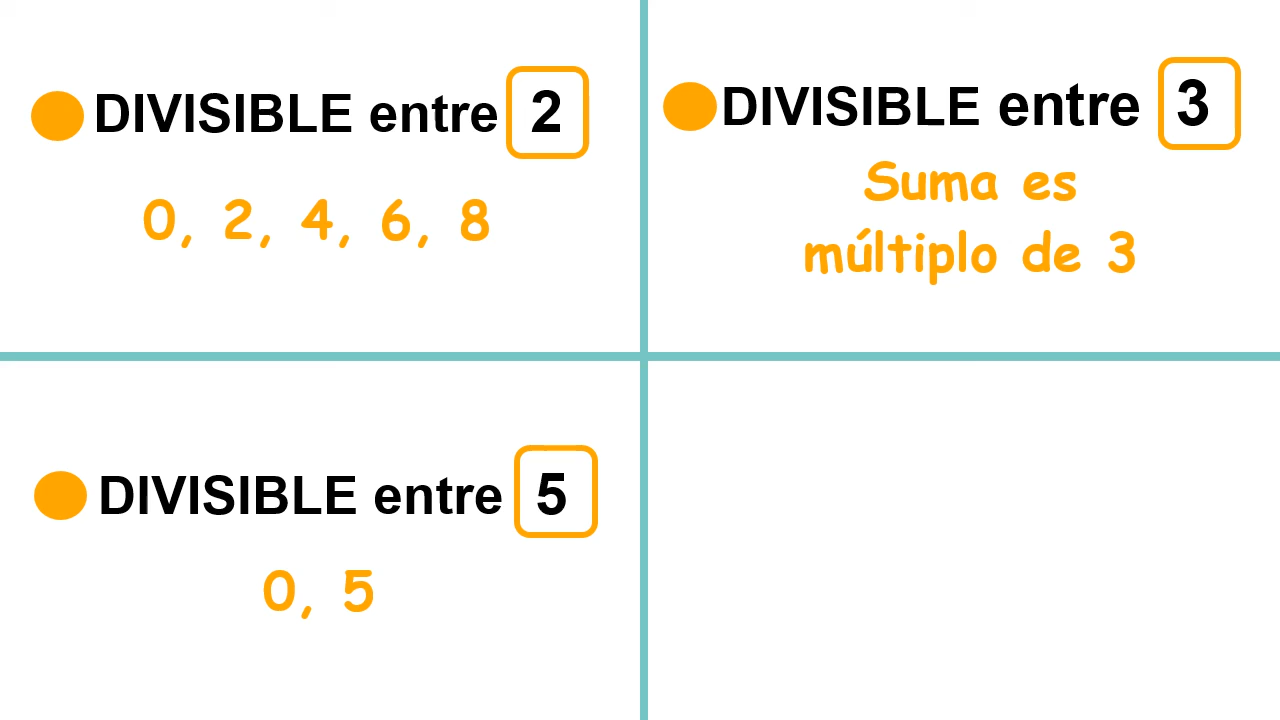 DIVISIBLE entre 2
0, 2, 4, 6, 8
DIVISIBLE entre 3
Suma es
múltiplo de 3
DIVISIBLE entre 5
0, 5